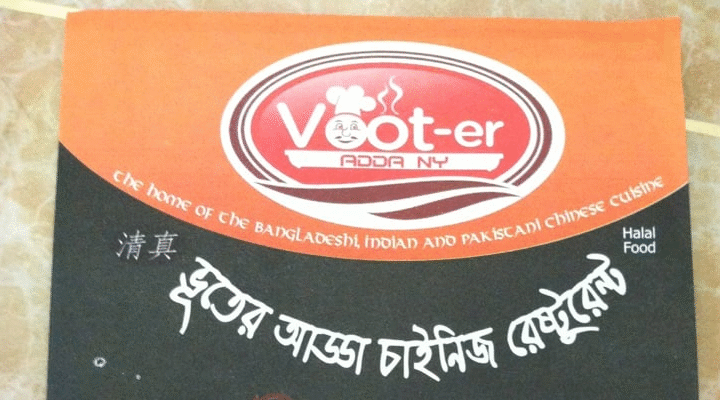 Voot-er
ADDA NY
The home of the Bangladeshi, Indian and Pakistani Chinese Cuisine
清真
Halal
Food
ভূতের আড্ডা চাইনিজ রেষ্টুরেন্ট